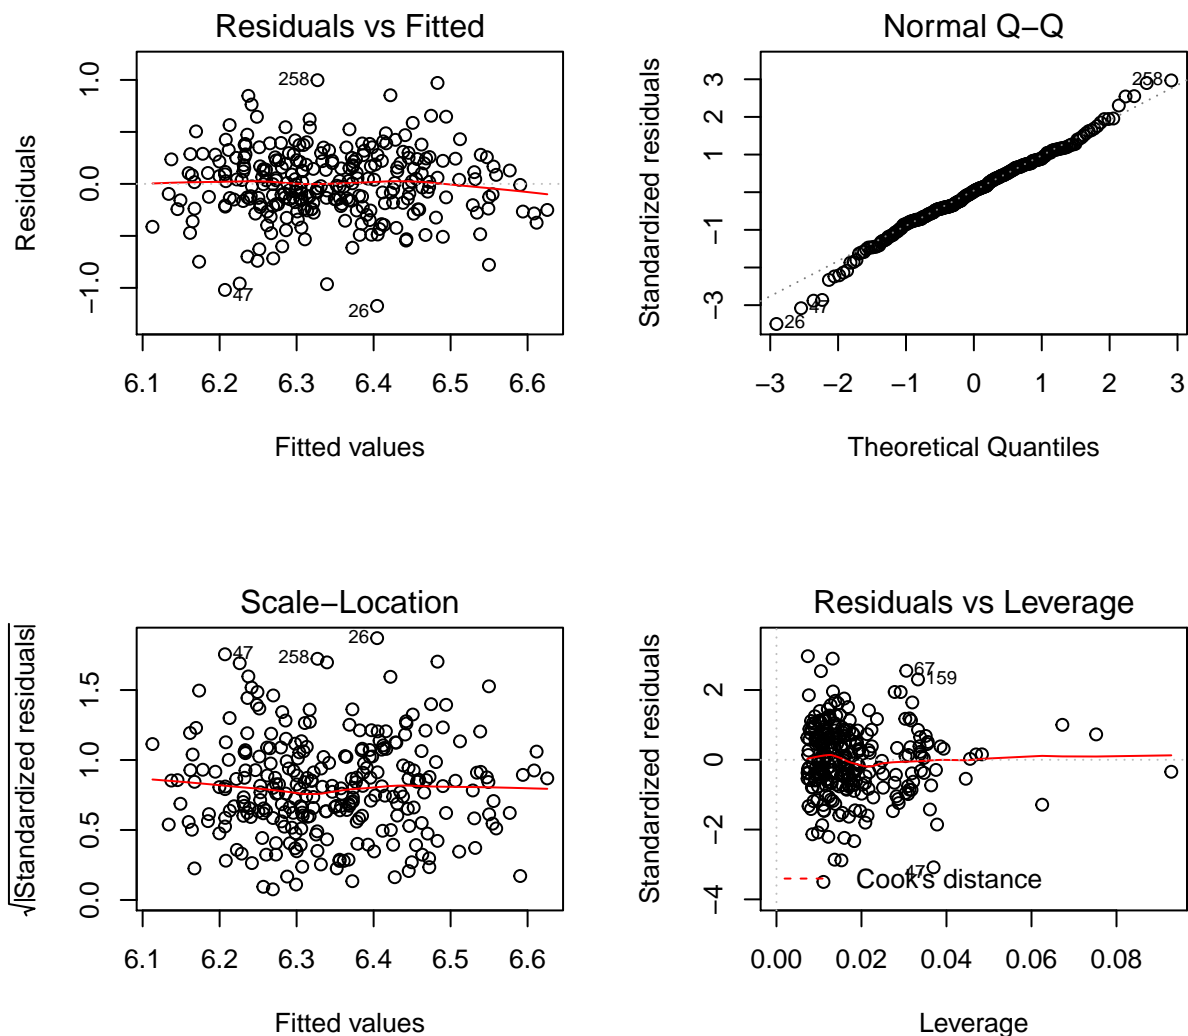 Residuals vs Fitted
Residuals
1.0
0.0
−1.0
258
47
26
6.1 6.2 6.3 6.4 6.5 6.6
Fitted values
Normal Q−Q
Standardized residuals
3
2
1
−1
−3
258
47
26
−3 −2 −1 0 1 2 3
Theoretical Quantiles
Scale−Location
√|Standardized residuals|
1.5
1.0
0.5
0.0
26
47
258
6.1 6.2 6.3 6.4 6.5 6.6
Fitted values
Residuals vs Leverage
Standardized residuals
2
0
−2
−4
67
159
47
Cook's distance
0.00 0.02 0.04 0.06 0.08
Leverage